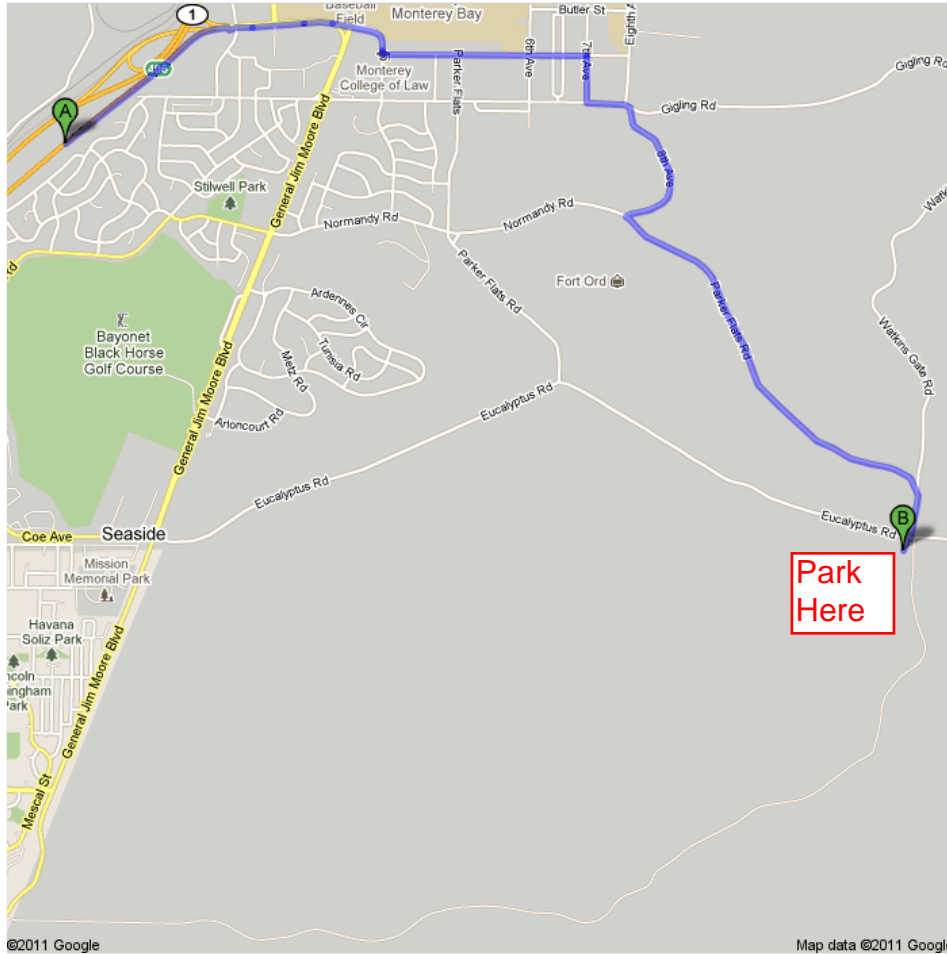 1
Baseball
Field
Monterey Bay
Butler St
Eighth
7th Ave
6th Ave
Parker Flats
Monterey
College of Law
406
A
Gigling Rd
Gigling Rd
8th Ave
Stilwell Park
General Jim Moore Blvd
Normandy Rd
Normandy Rd
Fort Ord
Parker Flats Rd
Parker Flats Rd
Watkins Gate Rd
Ardennes Cir
Tunisia Rd
Metz Rd
Arloncourt Rd
Bayonet
Black Horse
Golf Course
General Jim Moore Blvd
Eucalyptus Rd
Eucalyptus Rd
Eucalyptus Rd
B
Coe Ave
Seaside
Park
Here
Mission
Memorial Park
Havana
Soliz Park
ncoln
ningham
Park
General Jim Moore Blvd
Mescal St
©2011 Google
Map data ©2011 Google